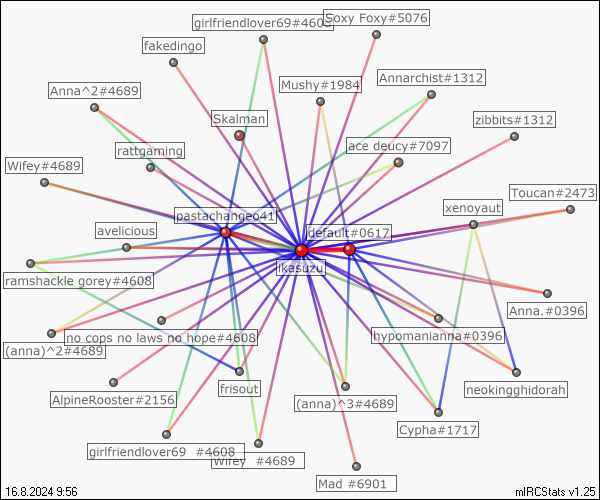 girlfriendlover69#4608
Soxy Foxy#5076
fakedingo
Mushy#1984
Annarchist#1312
Anna^2#4689
Skalman
zibbits#1312
rattgaming
ace deucy#7097
Wifey#4689
Toucan#2473
xenoyaut
pastachangeo41
default#0617
avelicious
ikasuzu
ramshackle gorey#4608
Anna.#0396
no cops no laws no hope#4608
hypomanianna#0396
(anna)^2#4689
frisout
neokingghidorah
AlpineRooster#2156
(anna)^3#4689
Cypha#1717
girlfriendlover69 #4608
Wifey #4689
Mad #6901
16.8.2024 9:56
mIRCStats v1.25